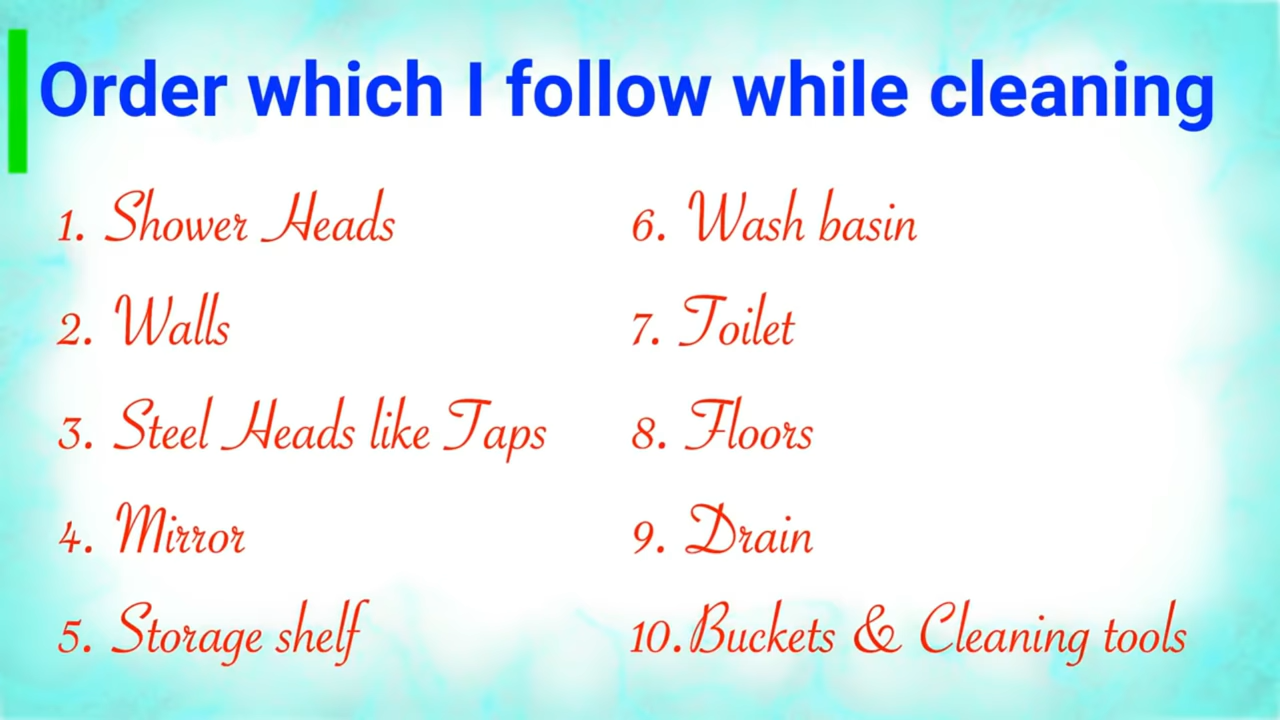 Order which I follow while cleaning
1. Shower Heads
2. Walls
3. Steel Heads like Taps
4. Mirror
5. Storage shelf
6. Wash basin
7. Toilet
8. Floors
9. Drain
10.Buckets & Cleaning tools